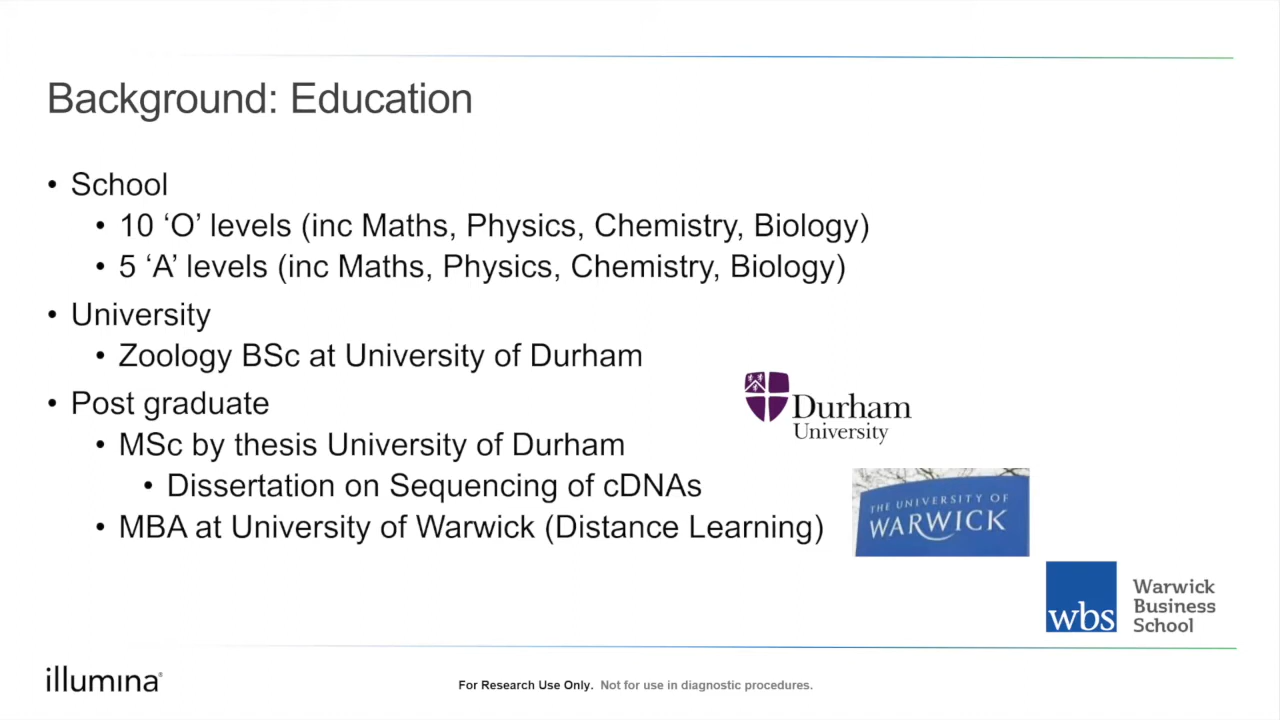 Background: Education
• School
• 10 ‘O’ levels (inc Maths, Physics, Chemistry, Biology)
• 5 ‘A’ levels (inc Maths, Physics, Chemistry, Biology)
• University
• Zoology BSc at University of Durham
• Post graduate
• MSc by thesis University of Durham
• Dissertation on Sequencing of cDNAs
• MBA at University of Warwick (Distance Learning)
Durham
University
THE UNIVERSITY OF
WARWICK
wbs
Warwick
Business
School
illumina®
For Research Use Only. Not for use in diagnostic procedures.